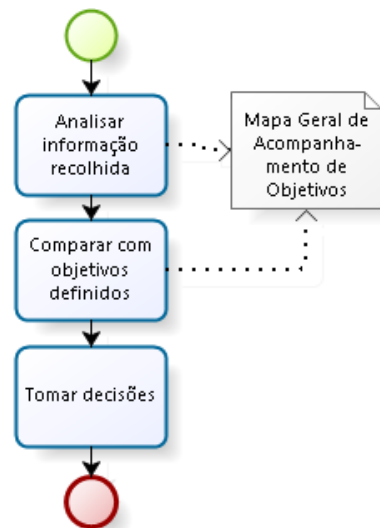 Analisar
informação
recolhida
Mapa Geral de
Acompanha-
mento de
Objetivos
Comparar com
objetivos
definidos
Tomar decisões